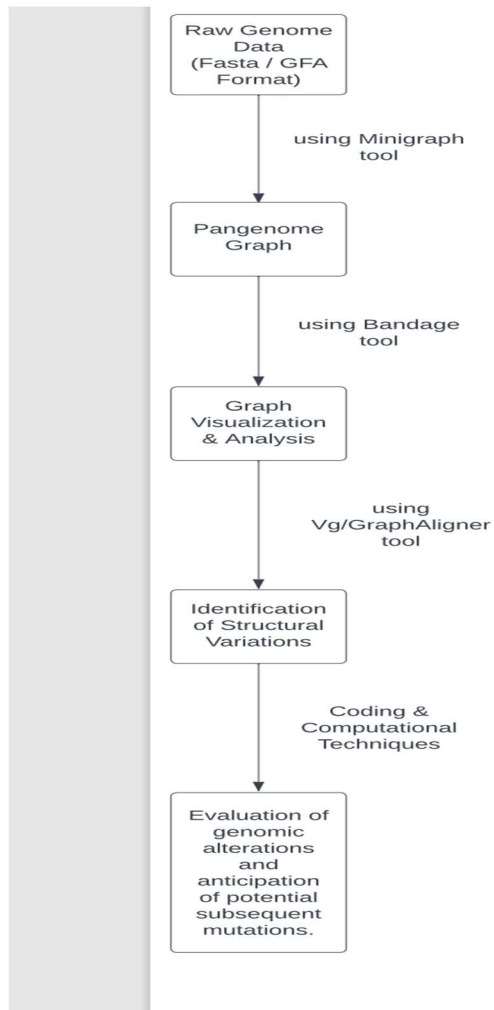 Raw Genome
Data
(Fasta / GFA
Format)
using Minigraph
tool
Pangenome
Graph
using Bandage
tool
Graph
Visualization
& Analysis
using
Vg/GraphAligner
tool
Identification
of Structural
Variations
Coding &
Computational
Techniques
Evaluation of
genomic
alterations
and
anticipation
of potential
subsequent
mutations.